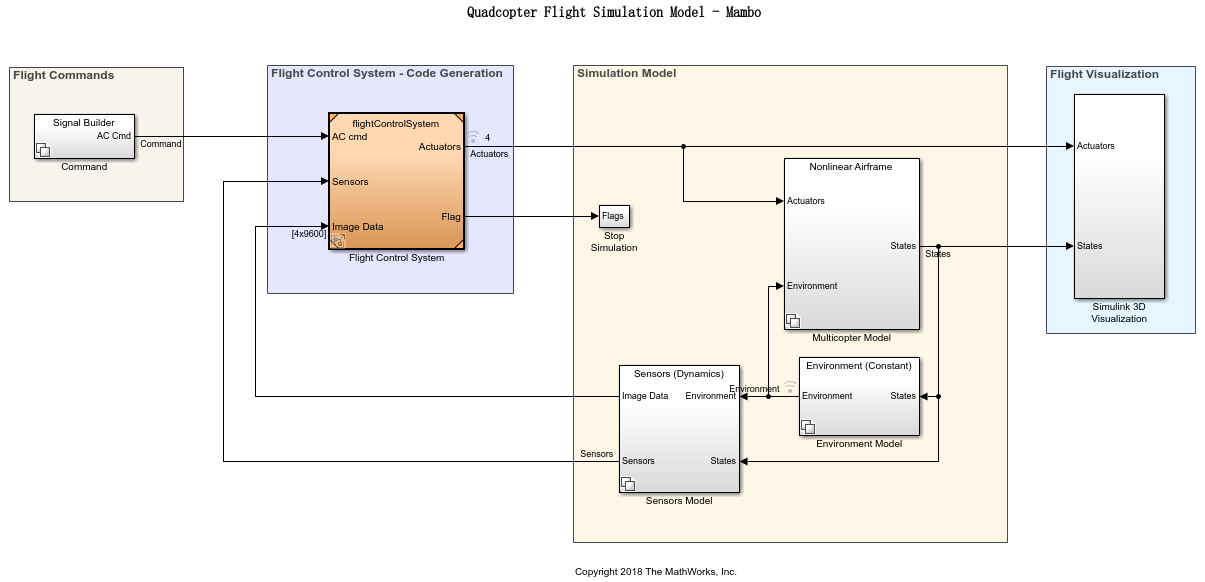 Quadcopter Flight Simulation Model - Mambo
Flight Commands
Signal Builder
AC Cmd
Command
Command
Flight Control System - Code Generation
flightControlSystem
AC cmd
Actuators
4
Actuators
Sensors
Flag
Image Data
[4x9600]
Flight Control System
Simulation Model
Flags
Stop
Simulation
Nonlinear Airframe
Actuators
States
States
Environment
Multicopter Model
Environment (Constant)
Environment
States
Environment Model
Environment
Sensors (Dynamics)
Image Data
Environment
Sensors
Sensors
States
Sensors Model
Flight Visualization
Actuators
States
Simulink 3D
Visualization
Copyright 2018 The MathWorks, Inc.